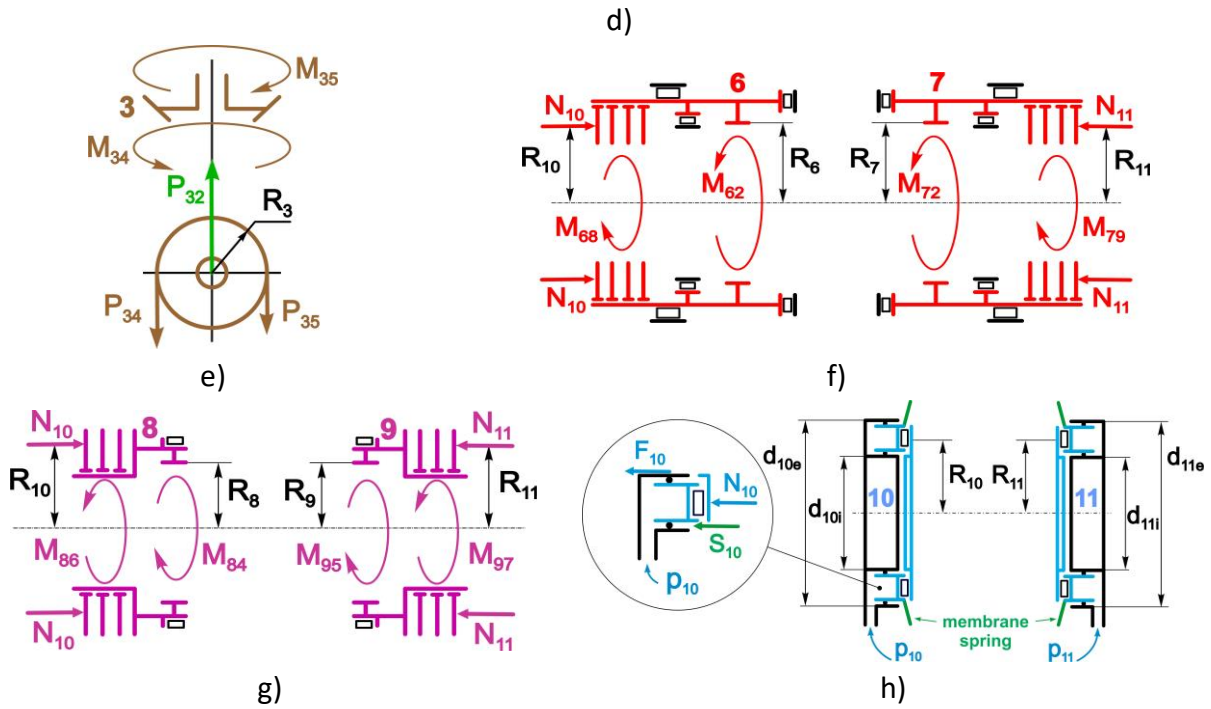 d)
M35
3
M34
P32
R3
P34
P35
e)
6
7
N10
N11
R10
R6
R7
R11
M62
M72
M68
M79
N10
N11
f)
N10
8
9
N11
R10
R8
R9
R11
M86
M84
M95
M97
N10
N11
g)
F10
N10
S10
p10
d10e
d10i
10
R10
R11
11
d11i
d11e
membrane
spring
p10
p11
h)